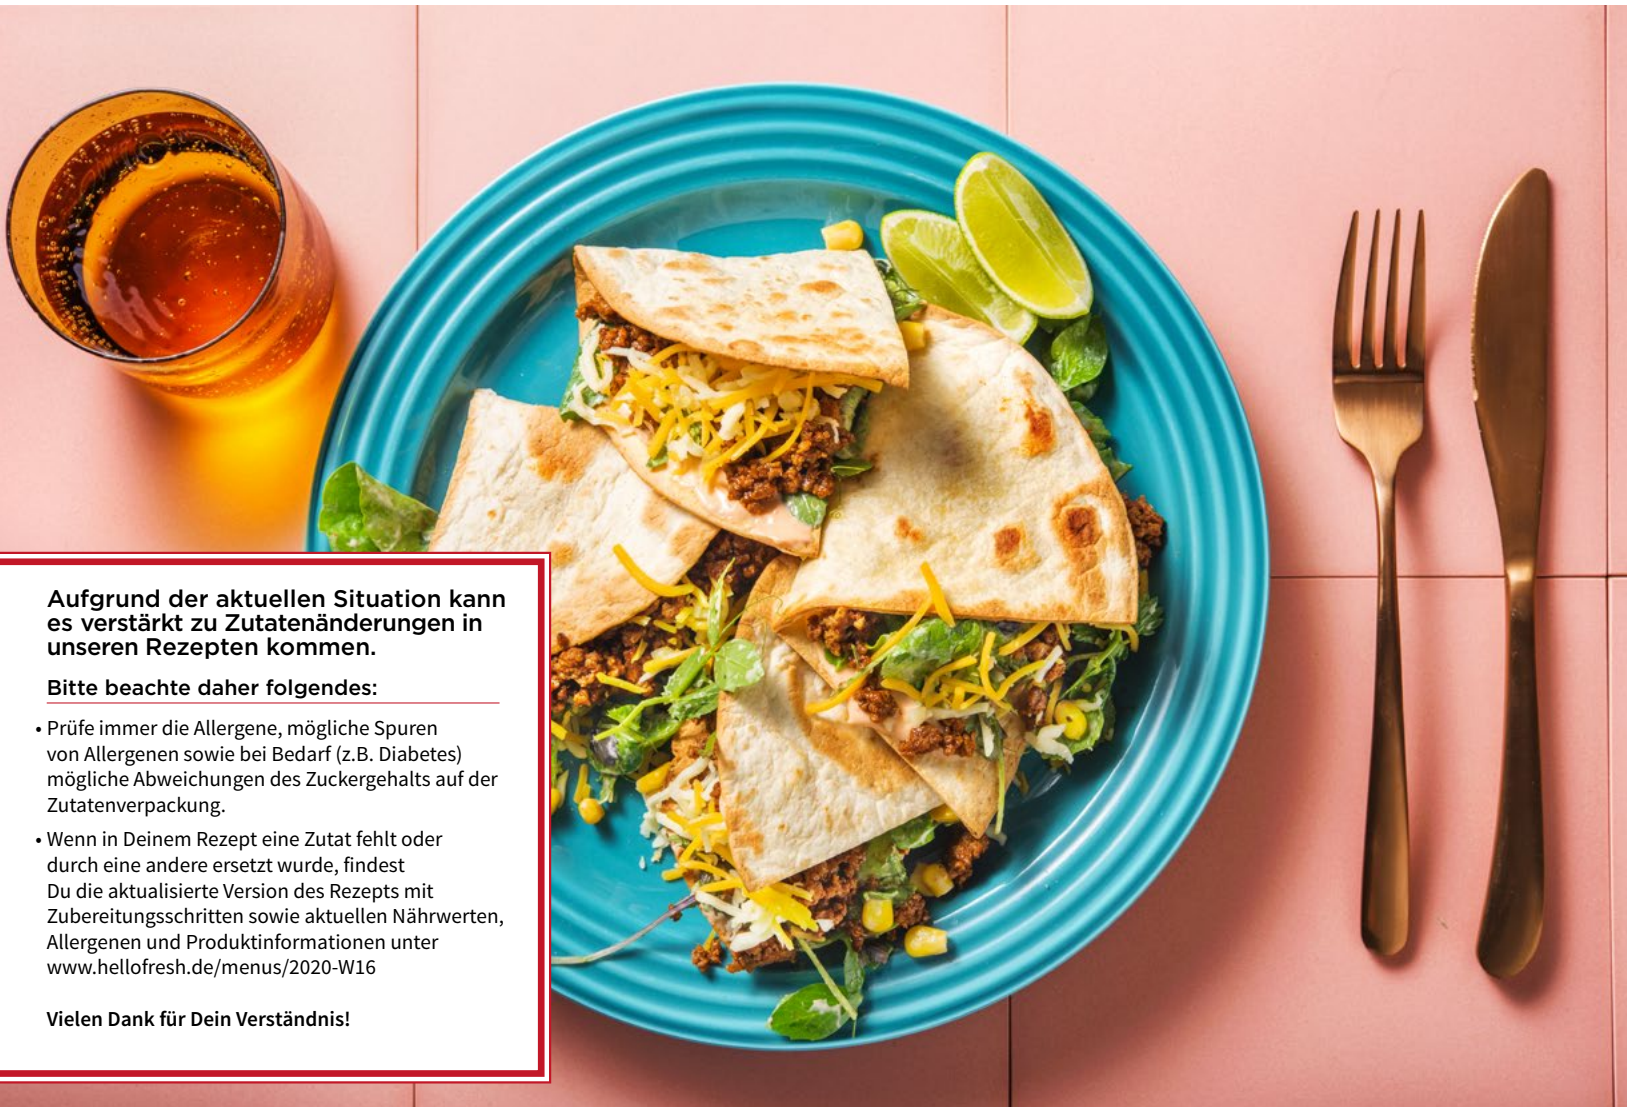 Aufgrund der aktuellen Situation kann
es verstärkt zu Zutatenänderungen in
unseren Rezepten kommen.
Bitte beachte daher folgendes:
• Prüfe immer die Allergene, mögliche Spuren
von Allergenen sowie bei Bedarf (z.B. Diabetes)
mögliche Abweichungen des Zuckergehalts auf der
Zutatenverpackung.
• Wenn in Deinem Rezept eine Zutat fehlt oder
durch eine andere ersetzt wurde, findest
Du die aktualisierte Version des Rezepts mit
Zubereitungsschritten sowie aktuellen Nährwerten,
Allergenen und Produktinformationen unter
www.hellofresh.de/menus/2020-W16
Vielen Dank für Dein Verständnis!